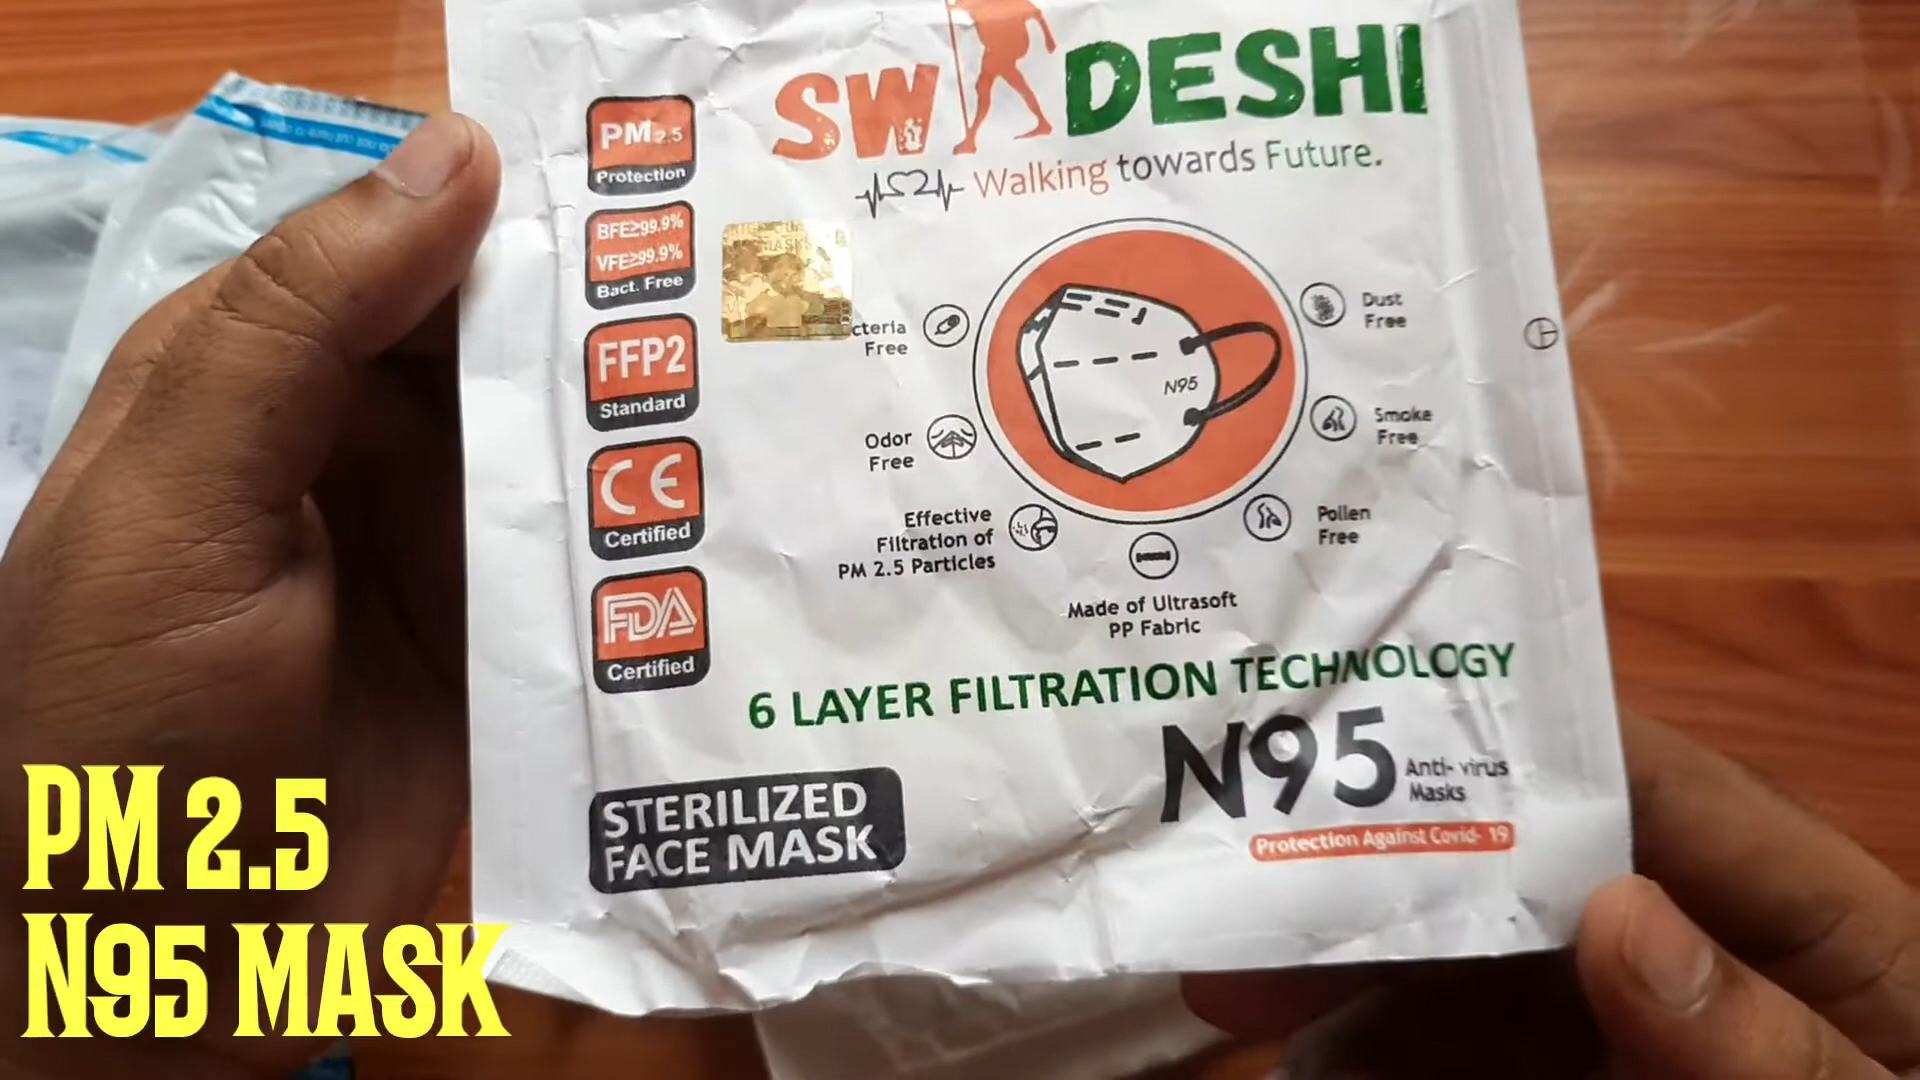 SW DESHI
Walking towards Future.
PM 2.5
Protection
BFE≥99.9%
VFE≥99.9%
Bact. Free
FFP2
Standard
CE
Certified
FDA
Certified
MASKS
cteria
Free
Odor
Free
Effective
Filtration of
PM 2.5 Particles
Made of Ultrasoft
PP Fabric
Dust
Free
Smoke
Free
Pollen
Free
N95
6 LAYER FILTRATION TECHNOLOGY
N95
Anti- virus
Masks
Protection Against Covid- 19
STERILIZED
FACE MASK
PM 2.5
N95 MASK